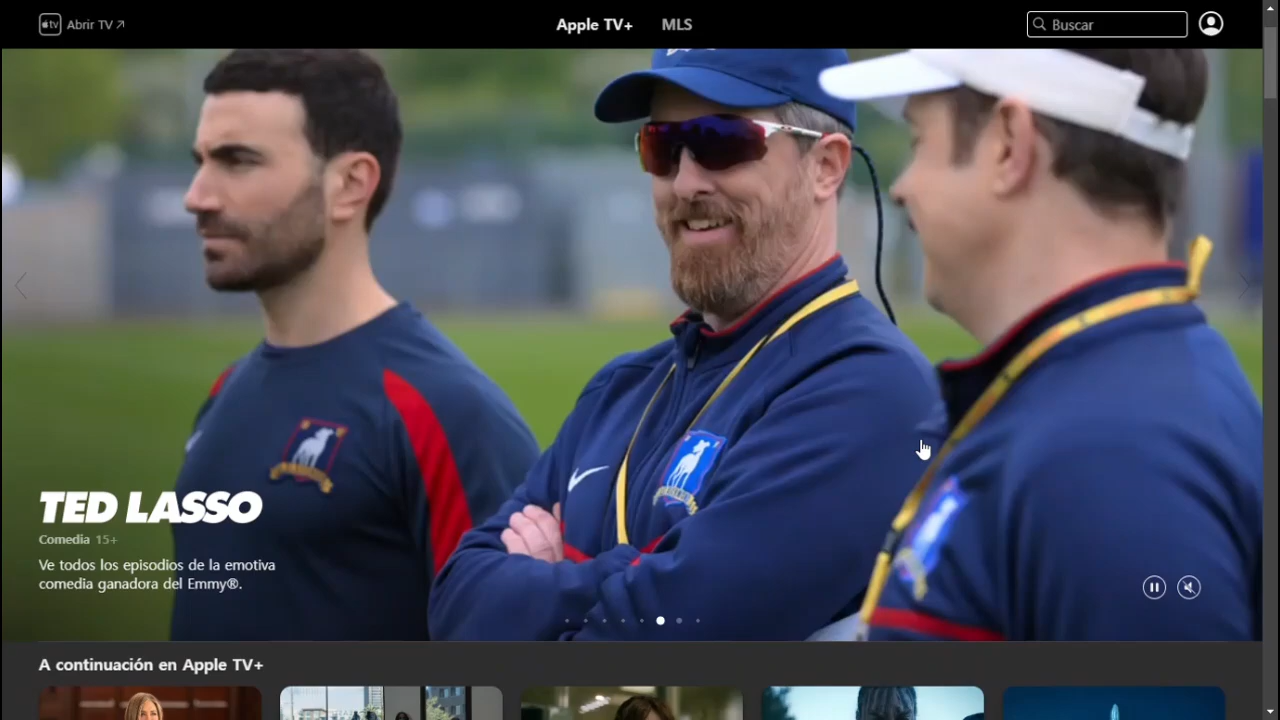 tv Abrir TV ↗
Apple TV+
MLS
Buscar
TED LASSO
Comedia 15+
Ve todos los episodios de la emotiva
comedia ganadora del Emmy®.
A continuación en Apple TV+